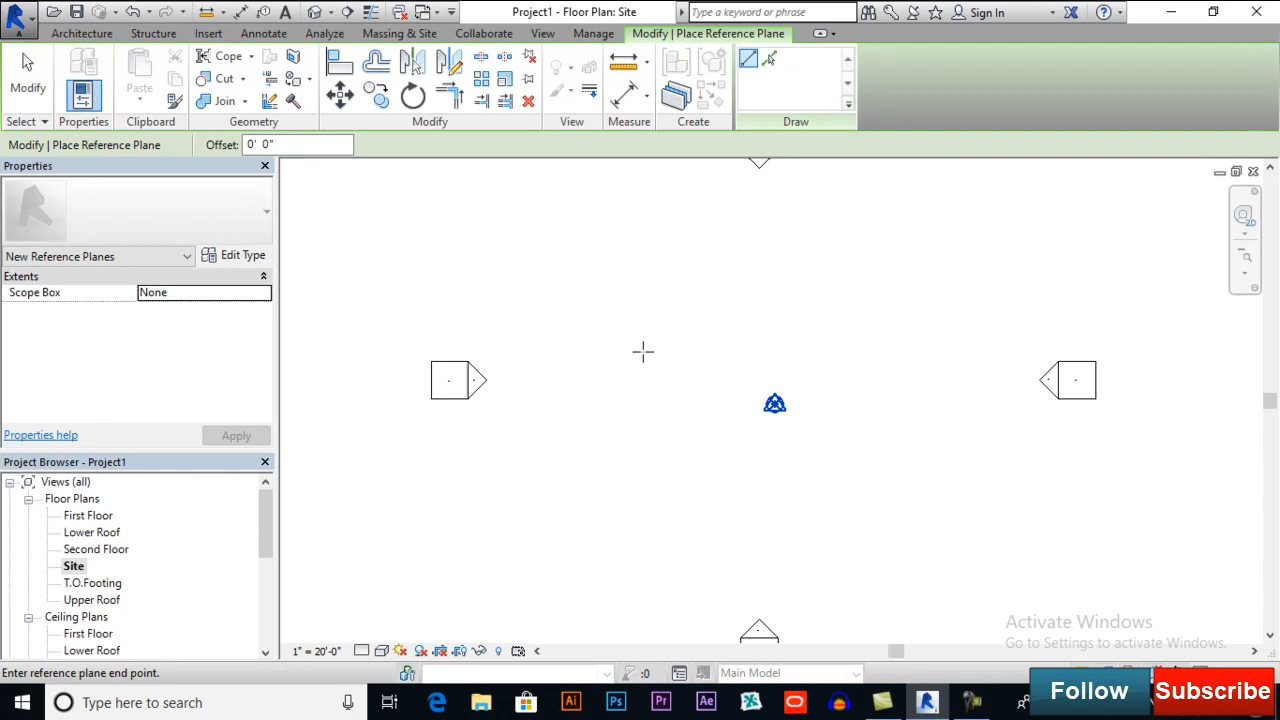 Project1 - Floor Plan: Site
Type a keyword or phrase
Sign In
Architecture
Structure
Insert
Annotate
Analyze
Massing & Site
Collaborate
View
Manage
Modify | Place Reference Plane
Modify
Paste
Cope
Cut
Join
Select
Properties
Clipboard
Geometry
Modify
View
Measure
Create
Draw
Modify | Place Reference Plane
Offset:
0' 0"
Properties
New Reference Planes
Edit Type
Extents
Scope Box
None
Properties help
Apply
Project Browser - Project1
Views (all)
Floor Plans
First Floor
Lower Roof
Second Floor
Site
T.O.Footing
Upper Roof
Ceiling Plans
First Floor
Lower Roof
2D
Activate Windows
Go to Settings to activate Windows.
1" = 20'-0"
Enter reference plane end point.
:0
Main Model
Follow
Subscribe
Type here to search